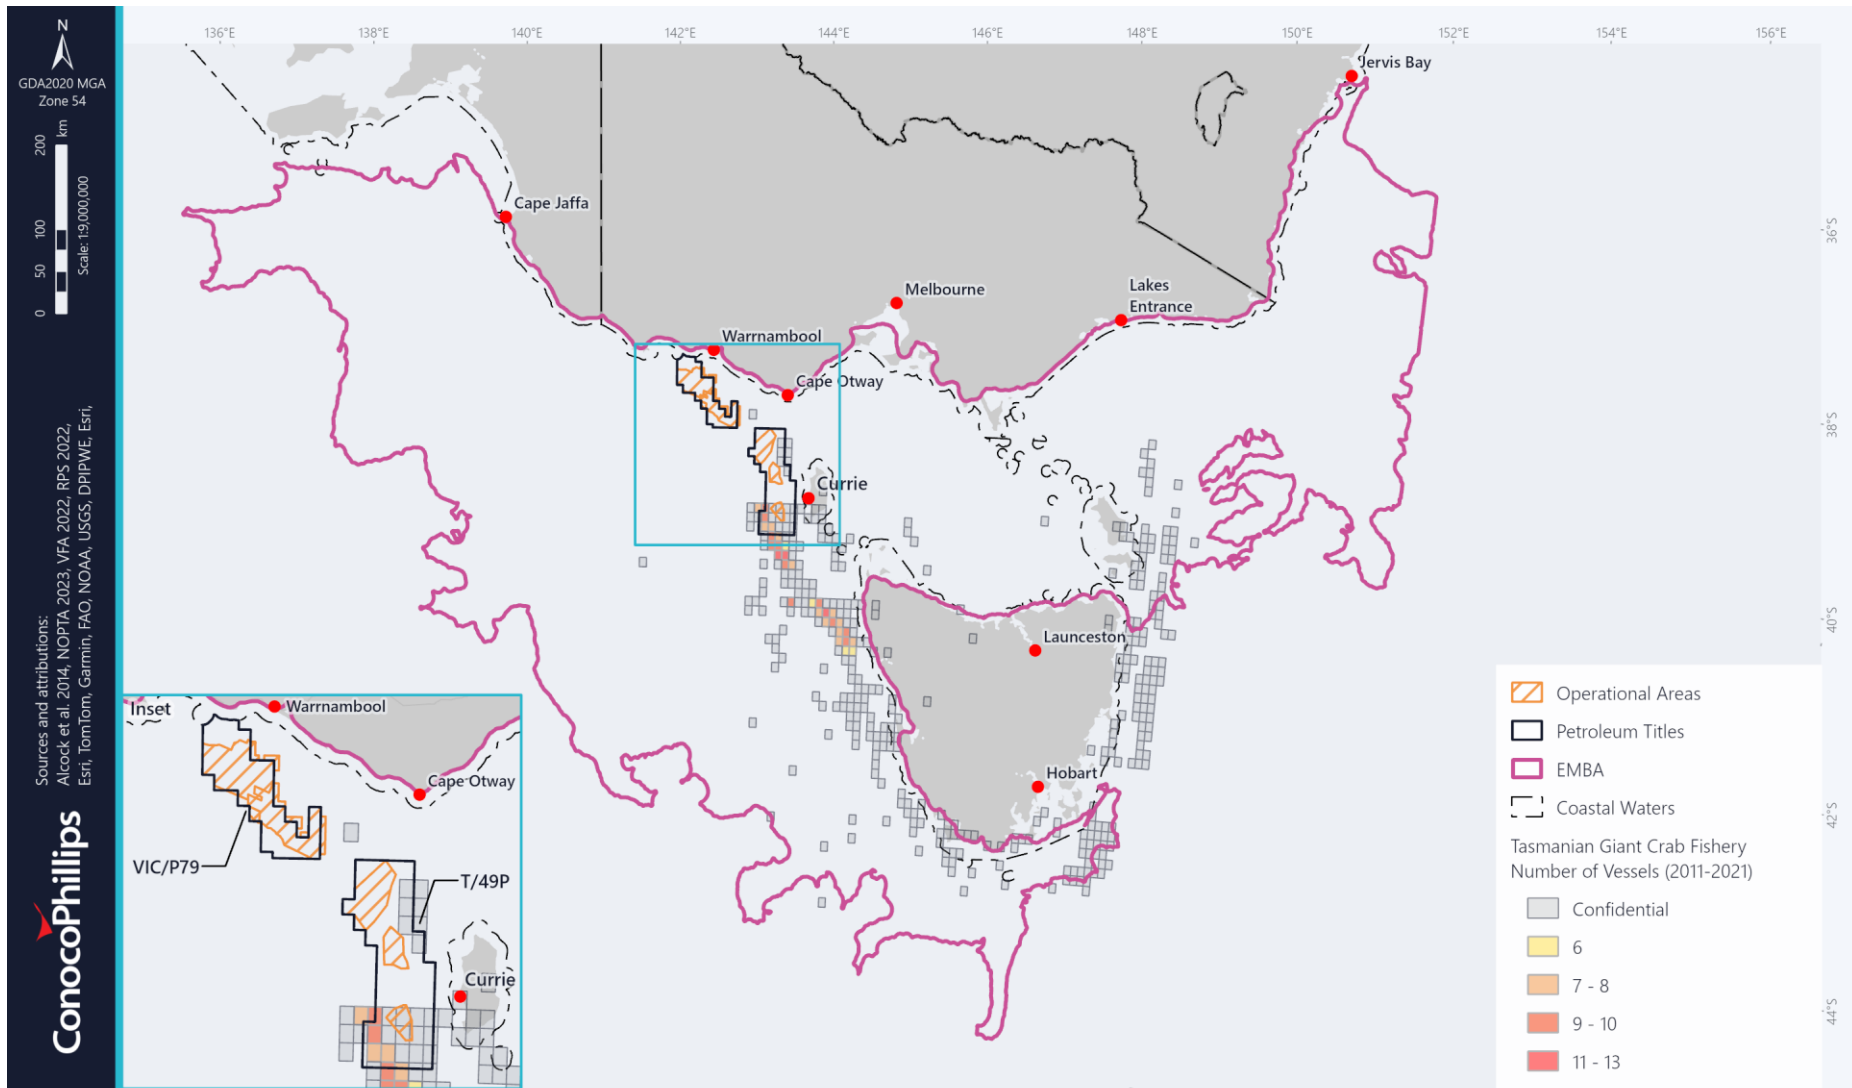 N
GDA2020 MGA
Zone 54
km
200
100
50
0
Scale: 1:9,000,000
Sources and attributions:
Alcock et al. 2014, NOPTA 2023, VFA 2022, RPS 2022,
Esri, TomTom, Garmin, FAO, NOAA, USGS, DPIPWE, Esri,
ConocoPhillips
136°E
138°E
140°E
142°E
144°E
146°E
148°E
150°E
152°E
154°E
156°E
36°S
38°S
40°S
42°S
44°S
Jervis Bay
Cape Jaffa
Melbourne
Lakes
Entrance
Warrnambool
Cape Otway
Currie
Launceston
Hobart
Inset
Warrnambool
Cape Otway
VIC/P79
T/49P
Currie
Operational Areas
Petroleum Titles
EMBA
Coastal Waters
Tasmanian Giant Crab Fishery
Number of Vessels (2011-2021)
Confidential
6
7 - 8
9 - 10
11 - 13